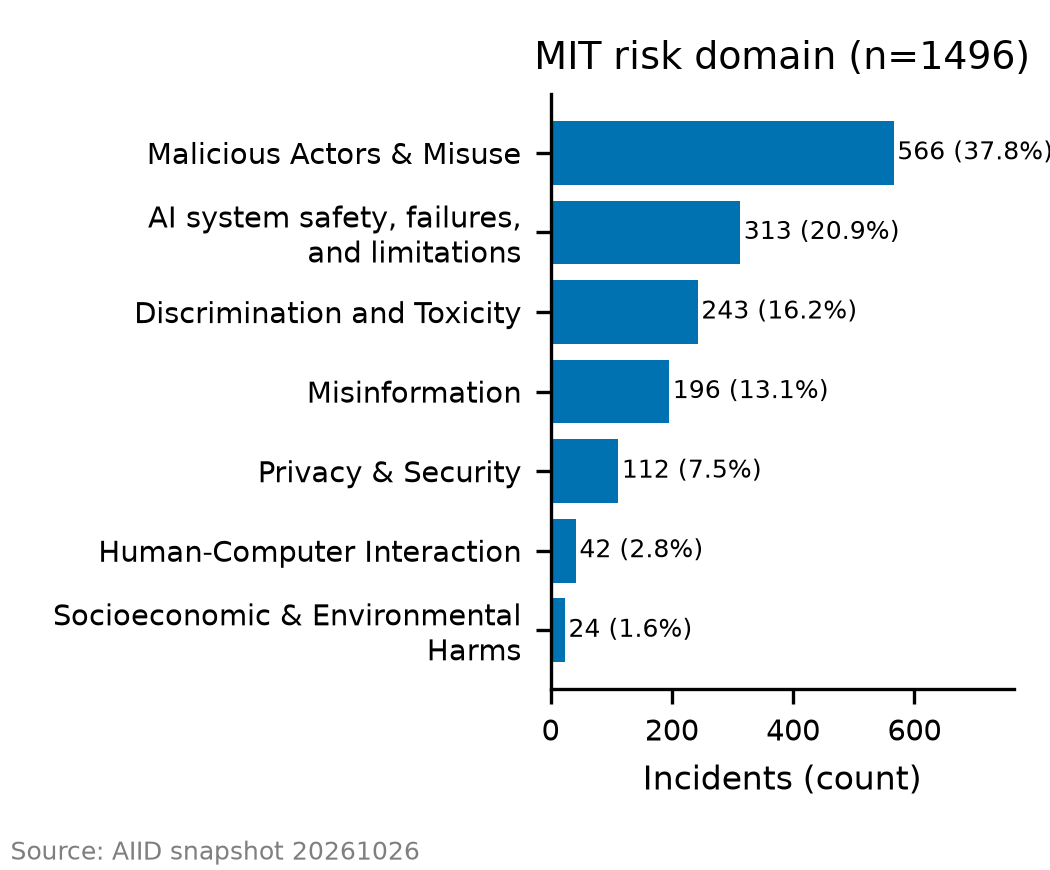 MIT risk domain (n=1496)
Malicious Actors & Misuse
566 (37.8%)
AI system safety, failures,
and limitations
313 (20.9%)
Discrimination and Toxicity
243 (16.2%)
Misinformation
196 (13.1%)
Privacy & Security
112 (7.5%)
Human-Computer Interaction
42 (2.8%)
Socioeconomic & Environmental
Harms
24 (1.6%)
0 200 400 600
Incidents (count)
Source: AIID snapshot 20261026